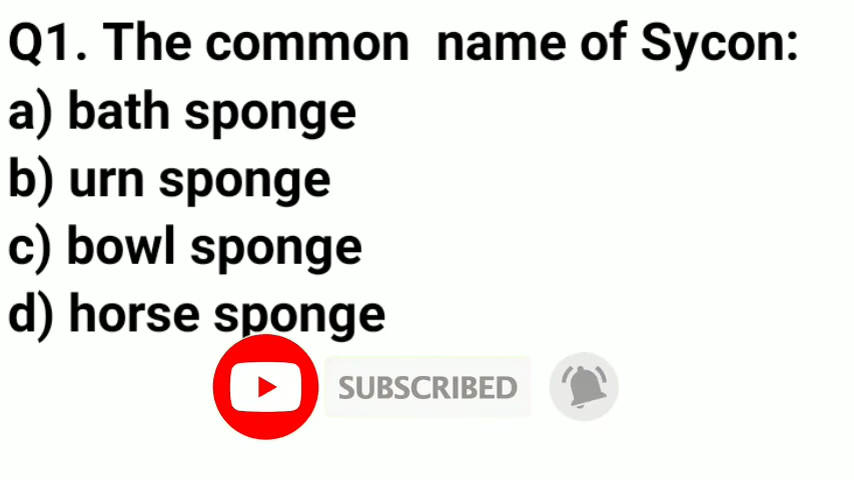 Q1. The common name of Sycon:
a) bath sponge
b) urn sponge
c) bowl sponge
d) horse sponge
SUBSCRIBED